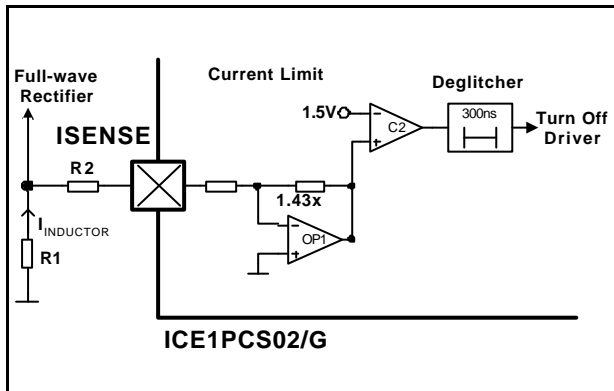 Full-wave
Rectifier
Current Limit
Deglitcher
ISENSE
1.5V
C2
300ns
Turn Off
Driver
R2
1.43x
I INDUCTOR
OP1
R1
ICE1PCS02/G